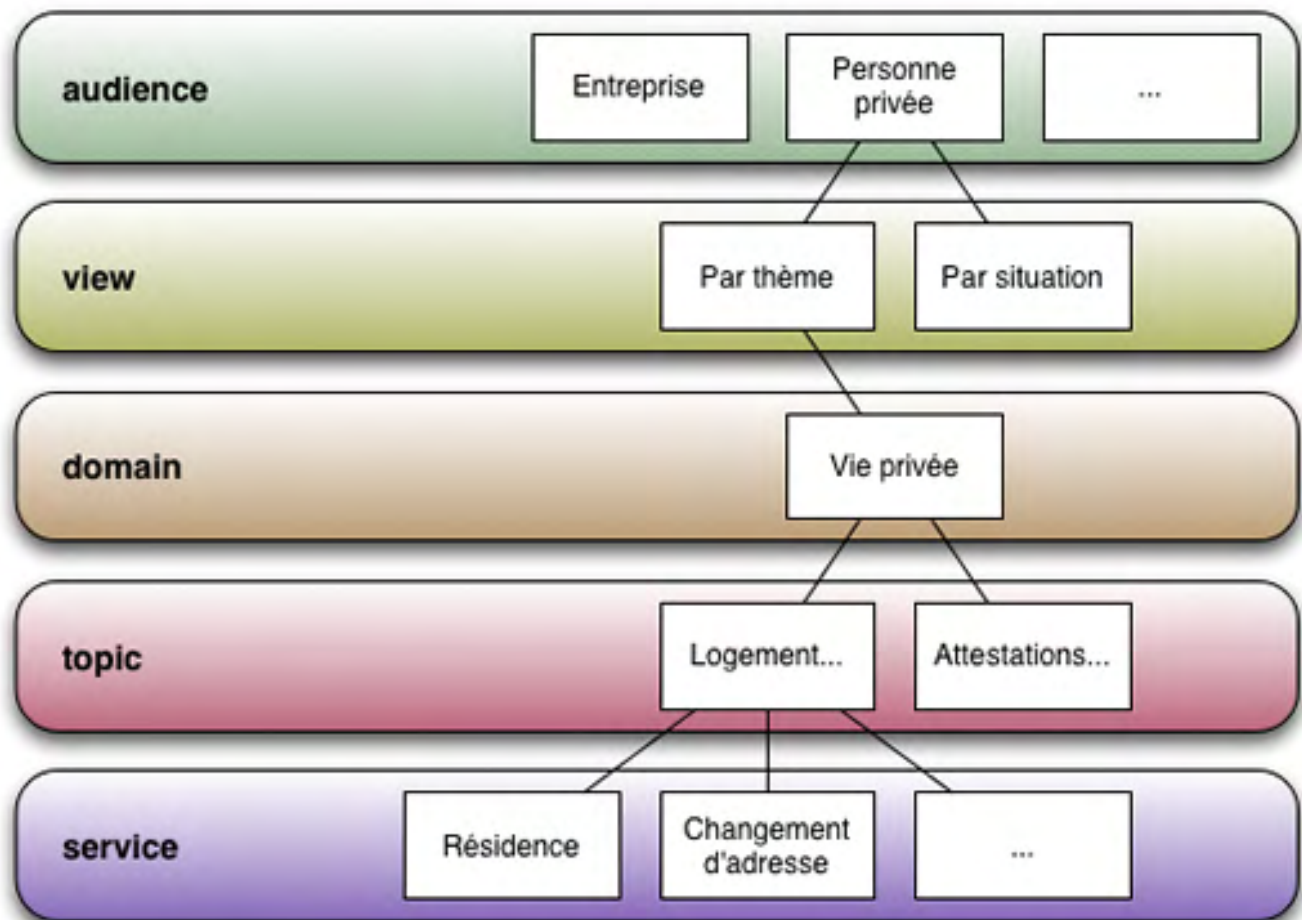 audience
Entreprise
Personne
privée
...
view
Par thème
Par situation
domain
Vie privée
topic
Logement...
Attestations...
service
Résidence
Changement
d'adresse
...